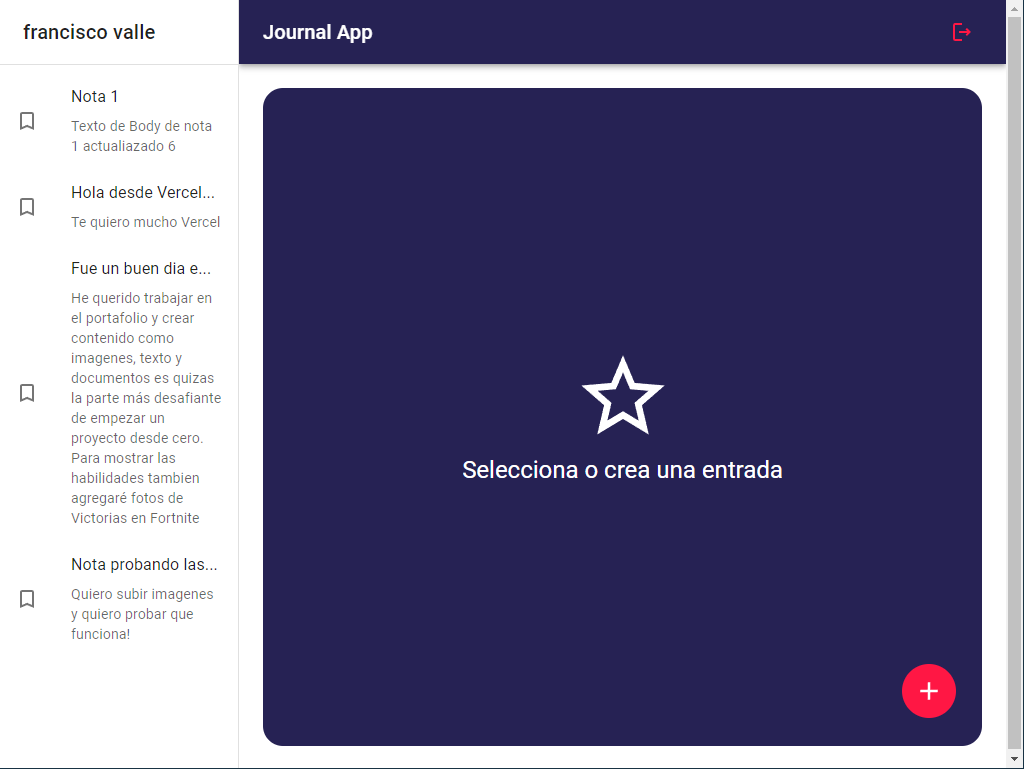 francisco valle
Journal App
Nota 1
Texto de Body de nota
1 actualiazado 6
Hola desde Vercel...
Te quiero mucho Vercel
Fue un buen dia e...
He querido trabajar en
el portafolio y crear
contenido como
imagenes, texto y
documentos es quizas
la parte más desafiante
de empezar un
proyecto desde cero.
Para mostrar las
habilidades tambien
agregaré fotos de
Victorias en Fortnite
Nota probando las...
Quiero subir imagenes
y quiero probar que
funciona!
Selecciona o crea una entrada